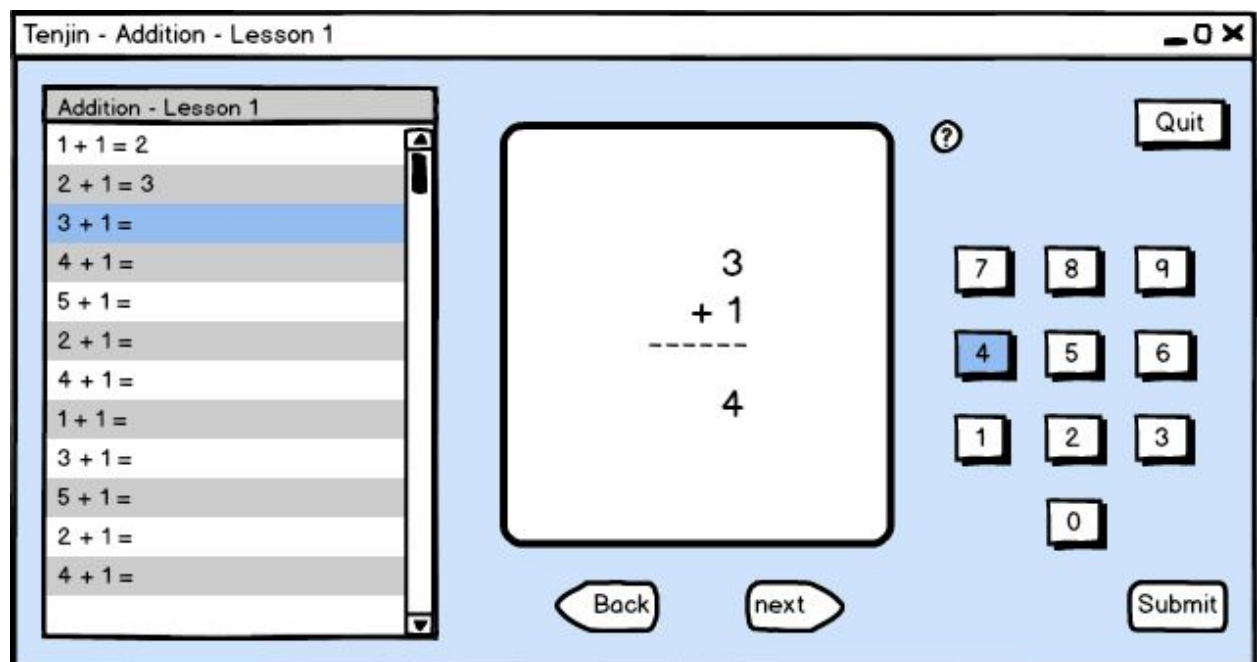 Tenjin - Addition - Lesson 1
Addition - Lesson 1
1 + 1 = 2
2 + 1 = 3
3 + 1 =
4 + 1 =
5 + 1 =
2 + 1 =
4 + 1 =
1 + 1 =
3 + 1 =
5 + 1 =
2 + 1 =
4 + 1 =
3
+ 1
------
4
Back
next
?
Quit
7 8 9
4 5 6
1 2 3
0
Submit